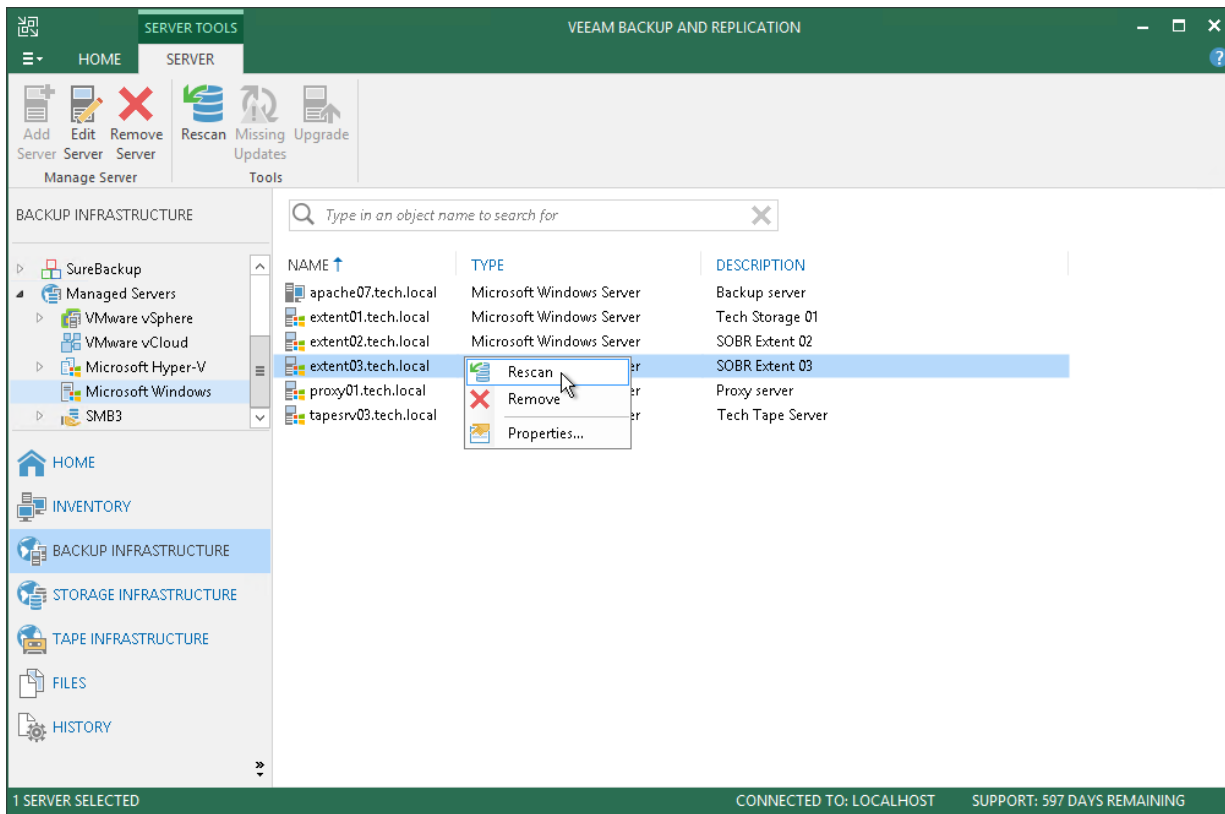 SERVER TOOLS
VEEAM BACKUP AND REPLICATION
HOME
SERVER
?
Add Server
Edit Server
Remove Server
Rescan
Missing Updates
Upgrade
Manage Server
Tools
BACKUP INFRASTRUCTURE
Type in an object name to search for
SureBackup
Managed Servers
VMware vSphere
VMware vCloud
Microsoft Hyper-V
Microsoft Windows
SMB3
NAME TYPE DESCRIPTION
apache07.tech.local Microsoft Windows Server Backup server
extent01.tech.local Microsoft Windows Server Tech Storage 01
extent02.tech.local Microsoft Windows Server SOBR Extent 02
extent03.tech.local er SOBR Extent 03
proxy01.tech.local er Proxy server
tapesrv03.tech.local er Tech Tape Server
Rescan
Remove
Properties...
HOME
INVENTORY
BACKUP INFRASTRUCTURE
STORAGE INFRASTRUCTURE
TAPE INFRASTRUCTURE
FILES
HISTORY
1 SERVER SELECTED
CONNECTED TO: LOCALHOST
SUPPORT: 597 DAYS REMAINING